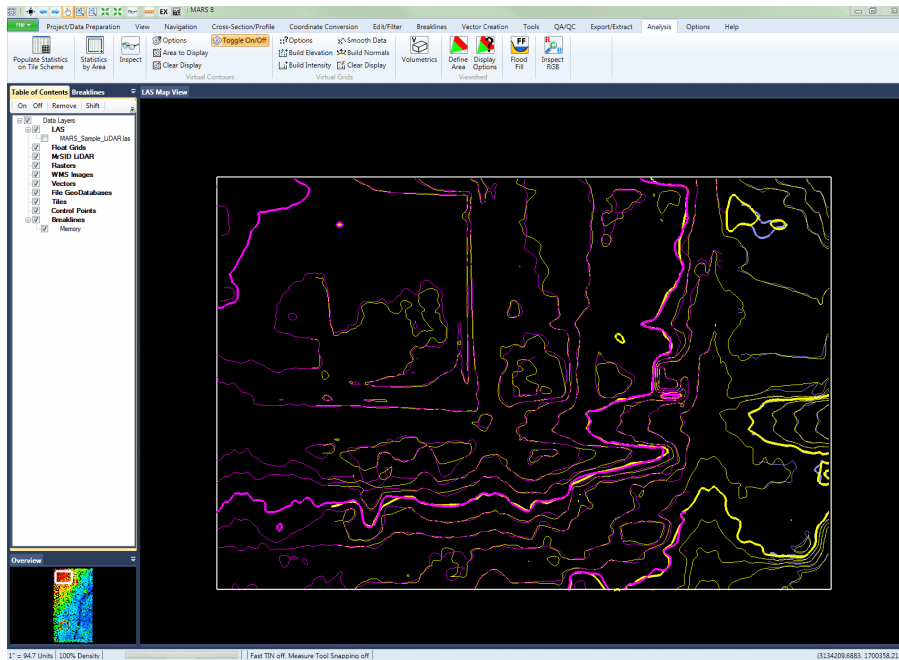 EX MARS 8
File Project/Data Preparation View Navigation Cross-Section/Profile Coordinate Conversion Edit/Filter Breaklines Vector Creation Tools QA/QC Export/Extract Analysis Options Help
Populate Statistics
on Tile Scheme
Statistics
by Area
Inspect
Options
Area to Display
Clear Display
Toggle On/Off
Virtual Contours
Options
Build Elevation
Build Intensity
Smooth Data
Build Normals
Clear Display
Virtual Grids
Volumetrics
Define
Area
Display
Options
Viewshed
FF
Flood
Fill
R G B
Inspect
RGB
Table of Contents Breaklines
LAS Map View
On Off Remove Shift
Data Layers
LAS
MARS_Sample_LiDAR.las
Float Grids
MrSID LiDAR
Rasters
WMS Images
Vectors
File GeoDatabases
Tiles
Control Points
Breaklines
Memory
Overview
1" = 94.7 Units 100% Density Fast TIN off, Measure Tool Snapping off (3134209.6883, 1700358.21